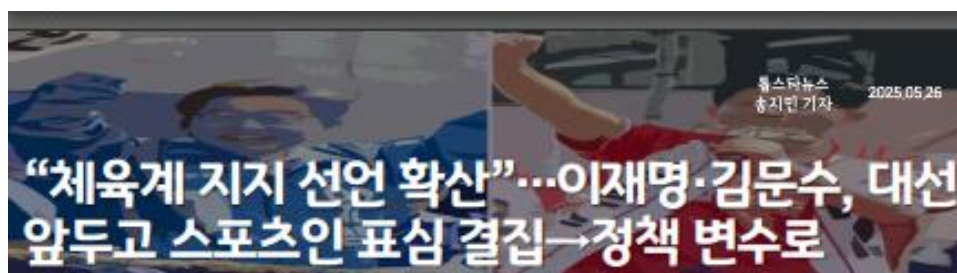 톱스타뉴스
송지민 기자
2025.05.26
“체육계 지지 선언 확산”…이재명·김문수, 대선
앞두고 스포츠인 표심 결집→정책 변수로